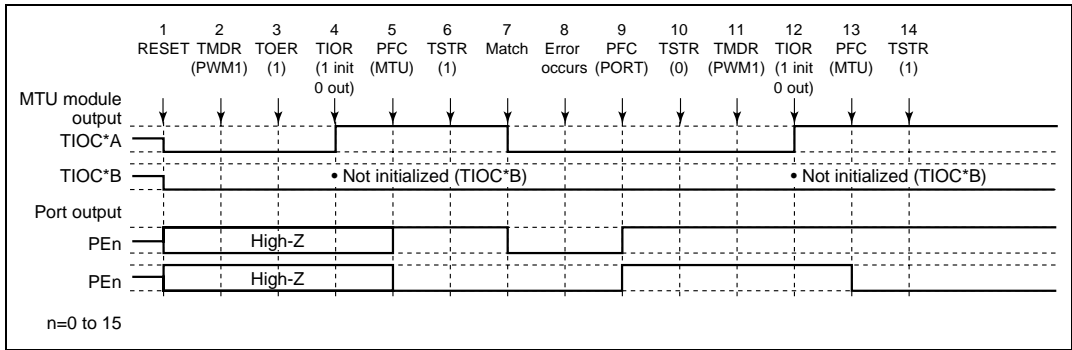 1 2 3 4 5 6 7 8 9 10 11 12 13 14
RESET TMDR TOER TIOR PFC TSTR Match Error PFC TSTR TMDR TIOR PFC TSTR
(PWM1) (1) (1 init (MTU) (1) occurs (PORT) (0) (PWM1) (1 init (MTU) (1)
0 out) 0 out)
MTU module
output
TIOC*A
TIOC*B • Not initialized (TIOC*B) • Not initialized (TIOC*B)
Port output
PEn High-Z
PEn High-Z
n=0 to 15